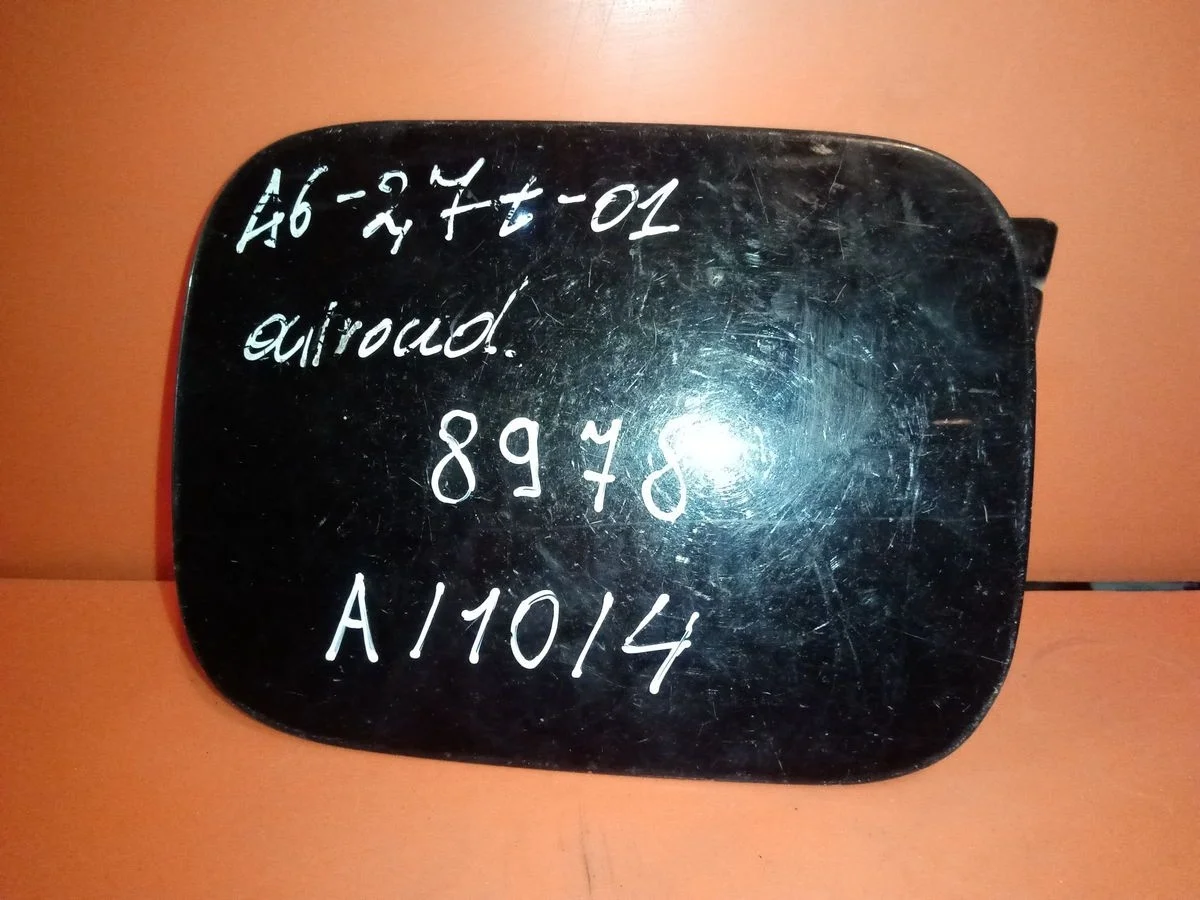 A6-2,7t-01
allroad.
8978
A/10/4